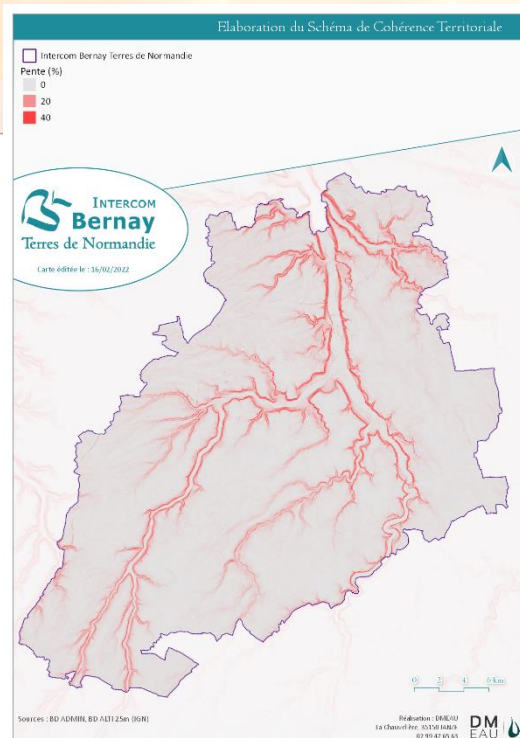 Elaboration du Schéma de Cohérence Territoriale
Intercom Bernay Terres de Normandie
Pente (%)
0
20
40
INTERCOM
Bernay
Terres de Normandie
Carte éditée le : 16/02/2022
0 2 4 6 Km
Sources : BD ADMIN, BD ALTI 25m (IGN)
Réalisation : DMEAU
DM
EAU